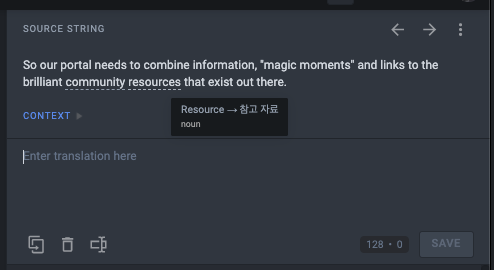 SOURCE STRING
So our portal needs to combine information, "magic moments" and links to the
brilliant community resources that exist out there.
CONTEXT
Resource → 참고 자료
noun
Enter translation here
128 • 0
SAVE